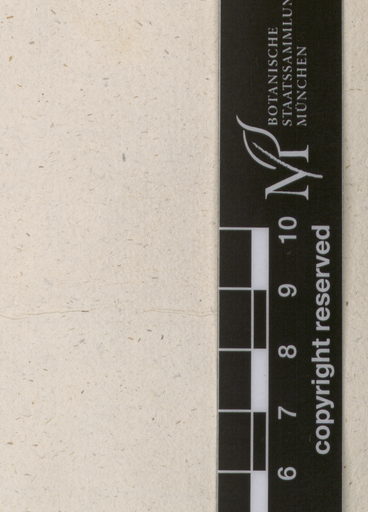 BOTANISCHE
STAATSSAMMLUN
MÜNCHEN
M
10
9
8
7
6
copyright reserved